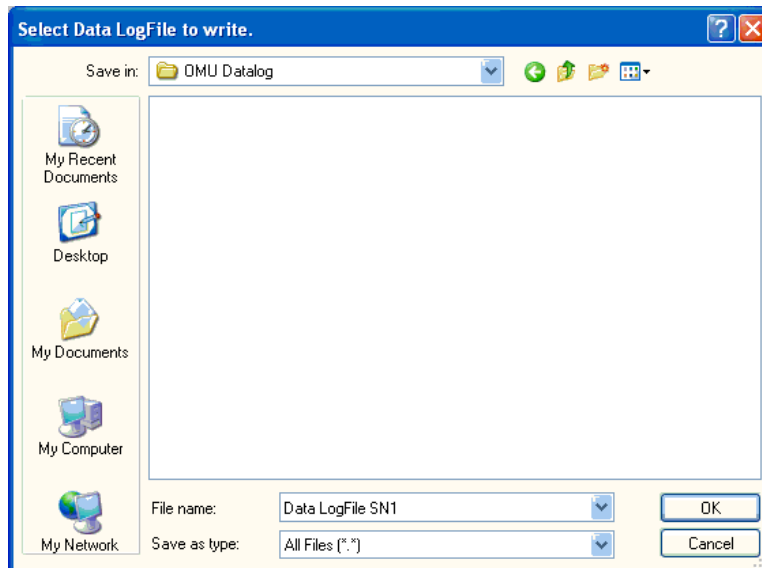 Select Data LogFile to write.
Save in: OMU Datalog
My Recent
Documents
Desktop
My Documents
My Computer
My Network
File name: Data LogFile SN1 OK
Save as type: All Files (*.*) Cancel